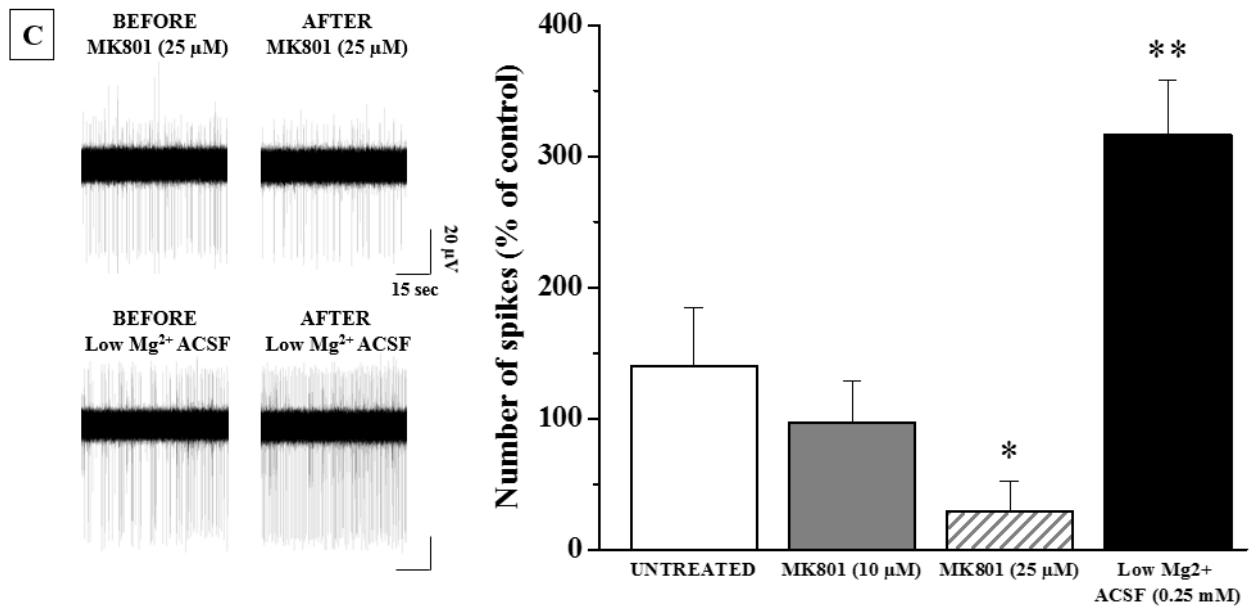 C
BEFORE
MK801 (25 µM)
AFTER
MK801 (25 µM)
20 µV
15 sec
BEFORE
Low Mg²⁺ ACSF
AFTER
Low Mg²⁺ ACSF
Number of spikes (% of control)
400
300
200
100
0
*
**
UNTREATED
MK801 (10 µM)
MK801 (25 µM)
Low Mg2+
ACSF (0.25 mM)